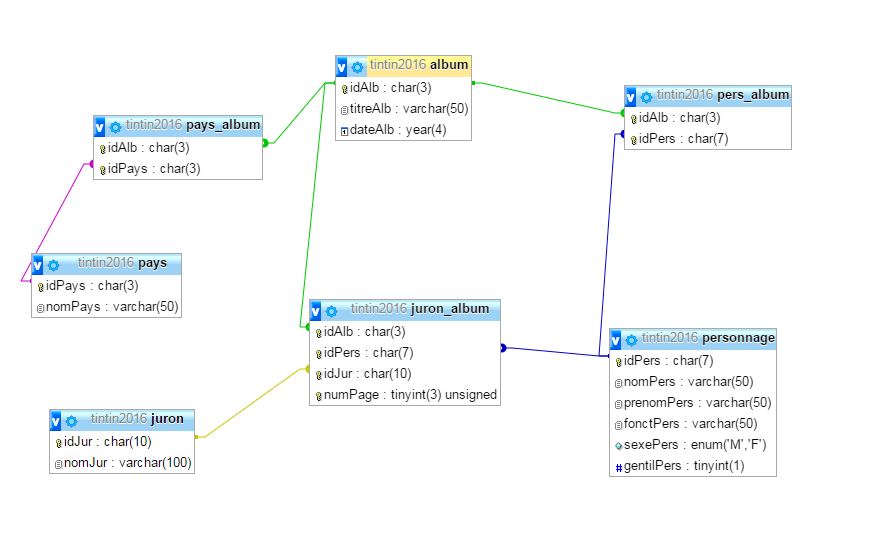 tintin2016 album
idAlb : char(3)
titreAlb : varchar(50)
dateAlb : year(4)
tintin2016 pers_album
idAlb : char(3)
idPers : char(7)
tintin2016 pays_album
idAlb : char(3)
idPays : char(3)
tintin2016 pays
idPays : char(3)
nomPays : varchar(50)
tintin2016 juron_album
idAlb : char(3)
idPers : char(7)
idJur : char(10)
numPage : tinyint(3) unsigned
tintin2016 personnage
idPers : char(7)
nomPers : varchar(50)
prenomPers : varchar(50)
fonctPers : varchar(50)
sexePers : enum('M','F')
gentilPers : tinyint(1)
tintin2016 juron
idJur : char(10)
nomJur : varchar(100)